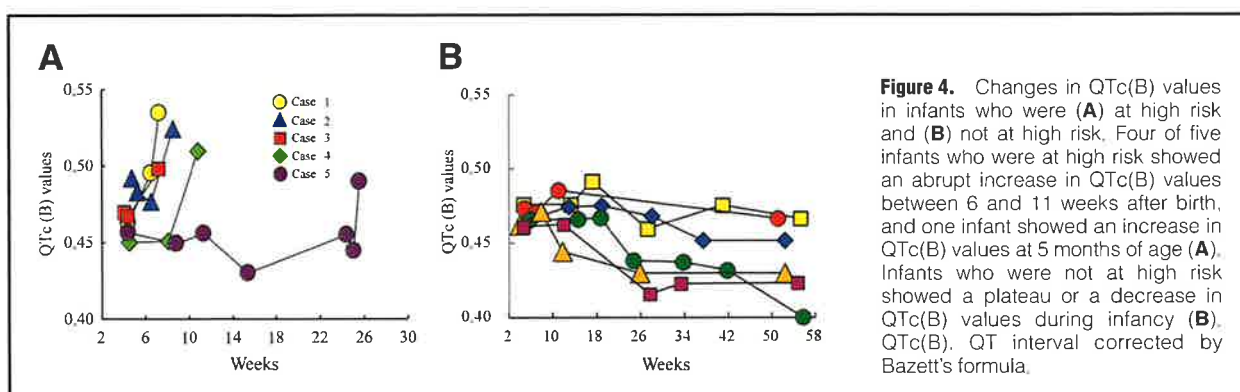 A
B
0,55
0,50
0,45
0,40
QTc (B) values
2 6 10 14 18 22 26 30
Weeks
Case 1
Case 2
Case 3
Case 4
Case 5
0,55
0,50
0,45
0,40
QTc (B) values
2 10 18 26 34 42 50 58
Weeks
Figure 4. Changes in QTc(B) values
in infants who were (A) at high risk
and (B) not at high risk. Four of five
infants who were at high risk showed
an abrupt increase in QTc(B) values
between 6 and 11 weeks after birth,
and one infant showed an increase in
QTc(B) values at 5 months of age (A).
Infants who were not at high risk
showed a plateau or a decrease in
QTc(B) values during infancy (B).
QTc(B), QT interval corrected by
Bazett's formula.